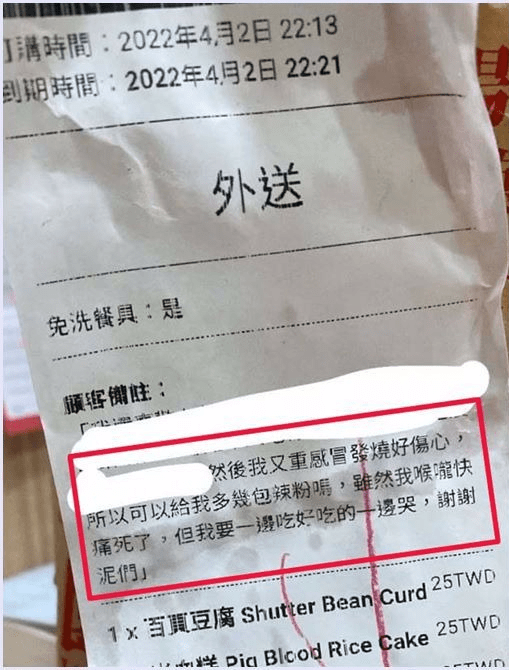 訂購時間：2022年4月2日 22:13
到期時間：2022年4月2日 22:21
外送
免洗餐具：是
顧客備註：
然後我又重感冒發燒好傷心，
所以可以給我多幾包辣粉嗎，雖然我喉嚨快
痛死了，但我要一邊吃好吃的一邊哭，謝謝
泥們」
1 x 百頁豆腐 Shutter Bean Curd 25TWD
Pig Blood Rice Cake 25TWD